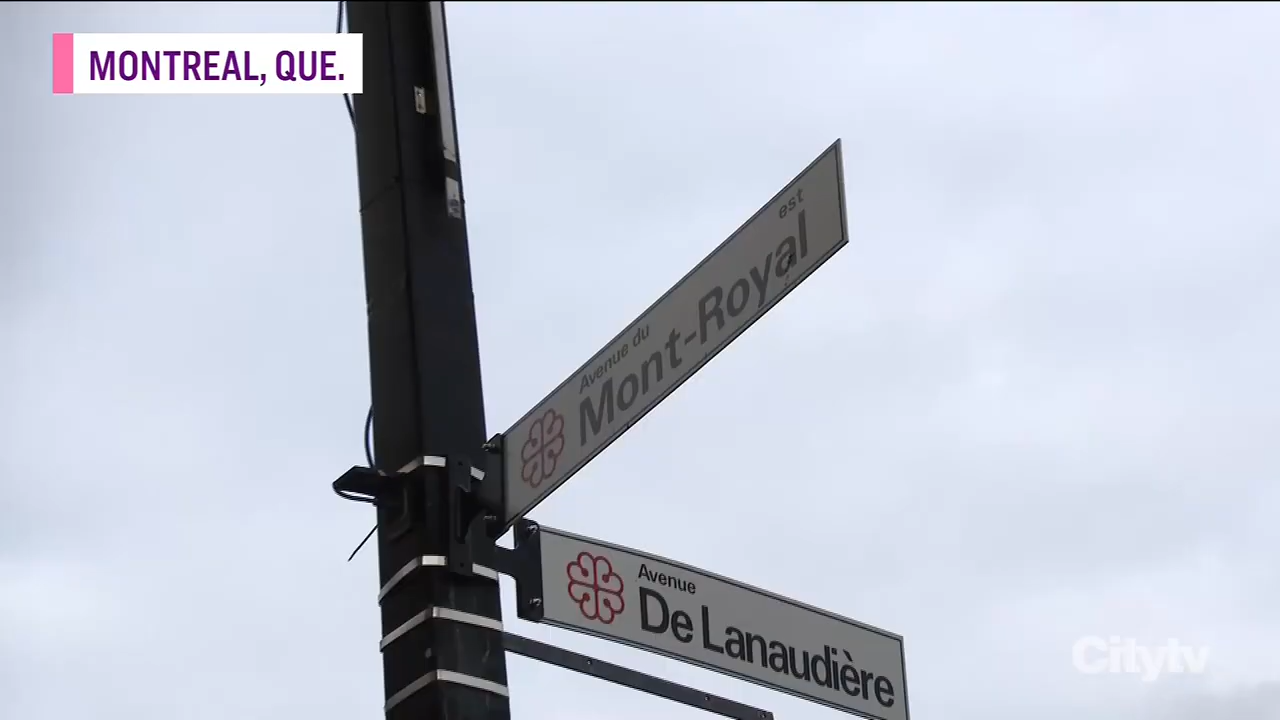 MONTREAL, QUE.
est
Avenue du
Mont-Royal
Avenue
De Lanaudière
Citytv